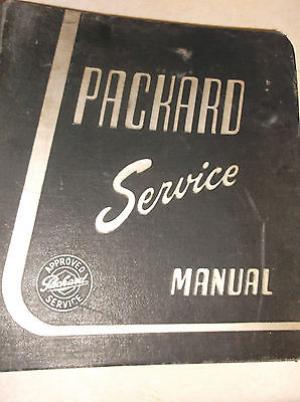 PACKARD
Service
MANUAL
APPROVED
Packard
SERVICE